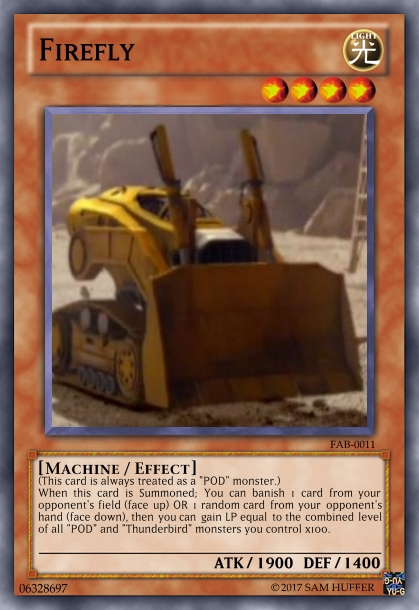 FIREFLY
LIGHT
光
FAB-0011
[MACHINE / EFFECT]
(This card is always treated as a "POD" monster.)
When this card is Summoned; You can banish 1 card from your
opponent's field (face up) OR 1 random card from your opponent's
hand (face down), then you can gain LP equal to the combined level
of all "POD" and "Thunderbird" monsters you control x100.
ATK / 1900 DEF / 1400
06328697
©2017 SAM HUFFER
YU-G